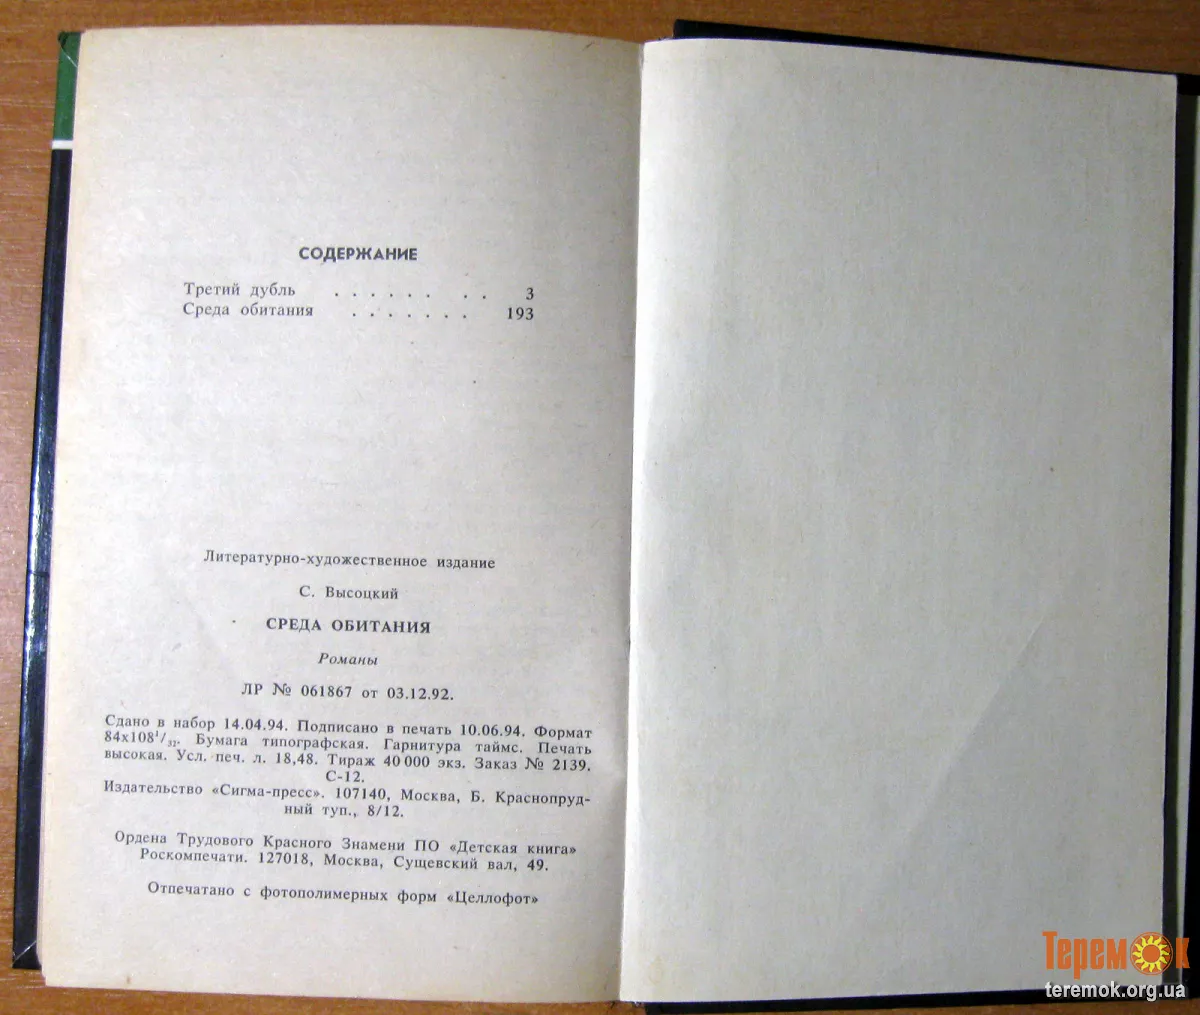 СОДЕРЖАНИЕ
Третий дубль . . . . . . . . 3
Среда обитания . . . . . . . 193
Литературно-художественное издание
С. Высоцкий
СРЕДА ОБИТАНИЯ
Романы
ЛР № 061867 от 03.12.92.
Сдано в набор 14.04.94. Подписано в печать 10.06.94. Формат
84х108¹/₃₂. Бумага типографская. Гарнитура таймс. Печать
высокая. Усл. печ. л. 18,48. Тираж 40 000 экз. Заказ № 2139.
С-12.
Издательство «Сигма-пресс». 107140, Москва, Б. Краснопруд-
ный туп., 8/12.
Ордена Трудового Красного Знамени ПО «Детская книга»
Роскомпечати. 127018, Москва, Сущевский вал, 49.
Отпечатано с фотополимерных форм «Целлофот»
Теремок
teremok.org.ua